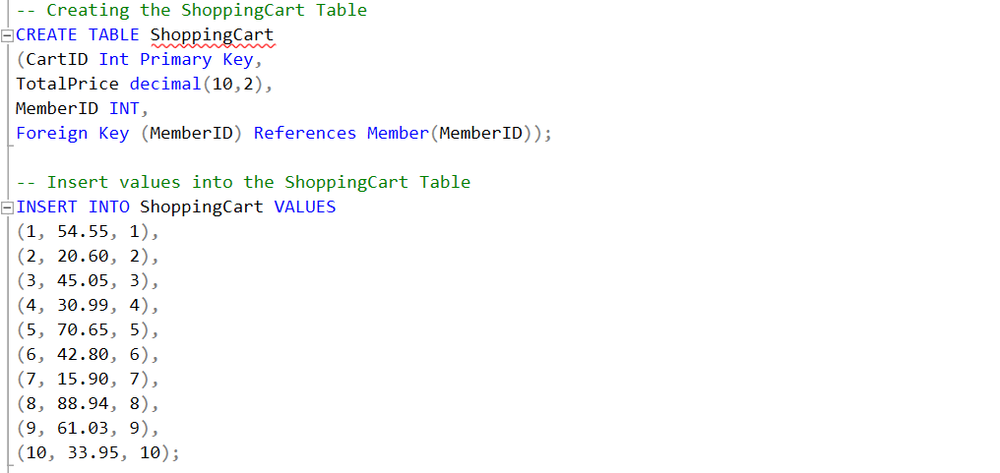 -- Creating the ShoppingCart Table
CREATE TABLE ShoppingCart
(CartID Int Primary Key,
TotalPrice decimal(10,2),
MemberID INT,
Foreign Key (MemberID) References Member(MemberID));
-- Insert values into the ShoppingCart Table
INSERT INTO ShoppingCart VALUES
(1, 54.55, 1),
(2, 20.60, 2),
(3, 45.05, 3),
(4, 30.99, 4),
(5, 70.65, 5),
(6, 42.80, 6),
(7, 15.90, 7),
(8, 88.94, 8),
(9, 61.03, 9),
(10, 33.95, 10);